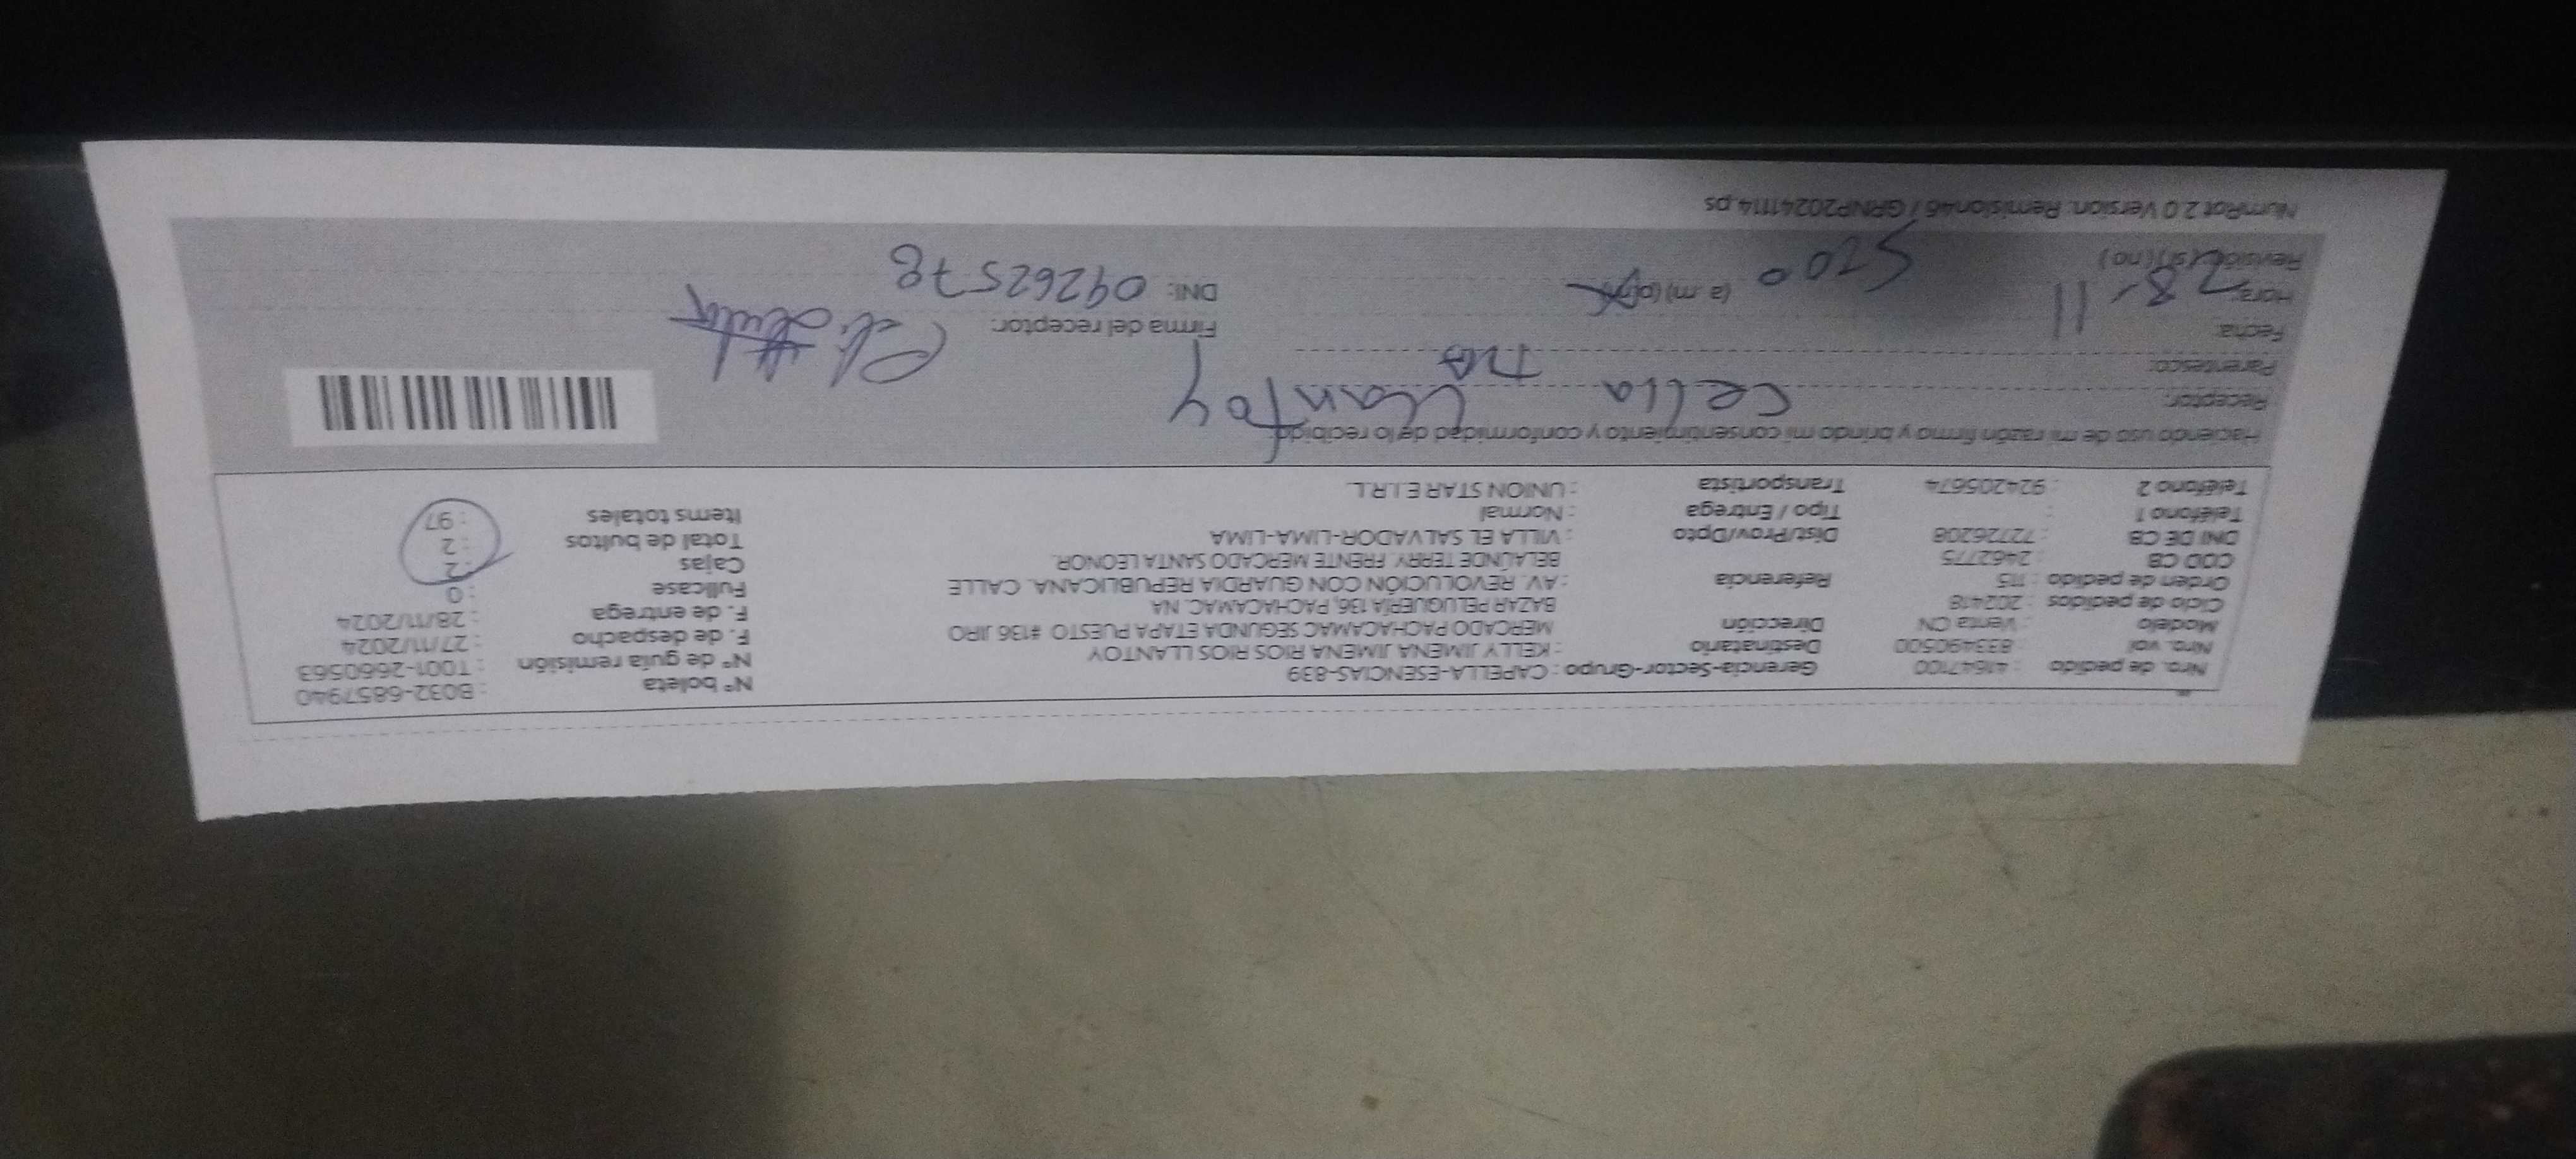 Nro. de pedido : 41647100 Gerencia-Sector-Grupo : CAPELLA-ESENCIAS-839 N° boleta : B032-6857940
Nro. val : 833490500 Destinatario : KELLY JIMENA JIMENA RIOS RIOS LLANTOY N° de guía remisión : T001-2660563
Modelo : Venta CN Dirección MERCADO PACHACAMAC SEGUNDA ETAPA PUESTO #136 JIRO F. de despacho : 27/11/2024
Ciclo de pedidos : 202418 BAZAR PELUQUERÍA 136, PACHACAMAC. NA F. de entrega : 28/11/2024
Orden de pedido : 115 Referencia : AV. REVOLUCIÓN CON GUARDIA REPUBLICANA. CALLE Fullcase : 0
COD CB : 2462775 BELAÚNDE TERRY. FRENTE MERCADO SANTA LEONOR. Cajas : 2
DNI DE CB : 72726208 Dist/Prov/Dpto : VILLA EL SALVADOR-LIMA-LIMA Total de bultos : 2
Teléfono 1 : Tipo / Entrega : Normal Items totales : 97
Teléfono 2 : 924205674 Transportista : UNION STAR E.I.R.L.
Haciendo uso de mi razón firmo y brindo mi consentimiento y conformidad de lo recibido.
Receptor: Celia Llantoy
Parentesco:
Fecha: 28-11 Firma del receptor:
Hora: (a.m)(p.m) DNI: 09262578
Revisión (si) (no)
NumRot 2.0 Version: Remision46 / GRNP20241114.ps